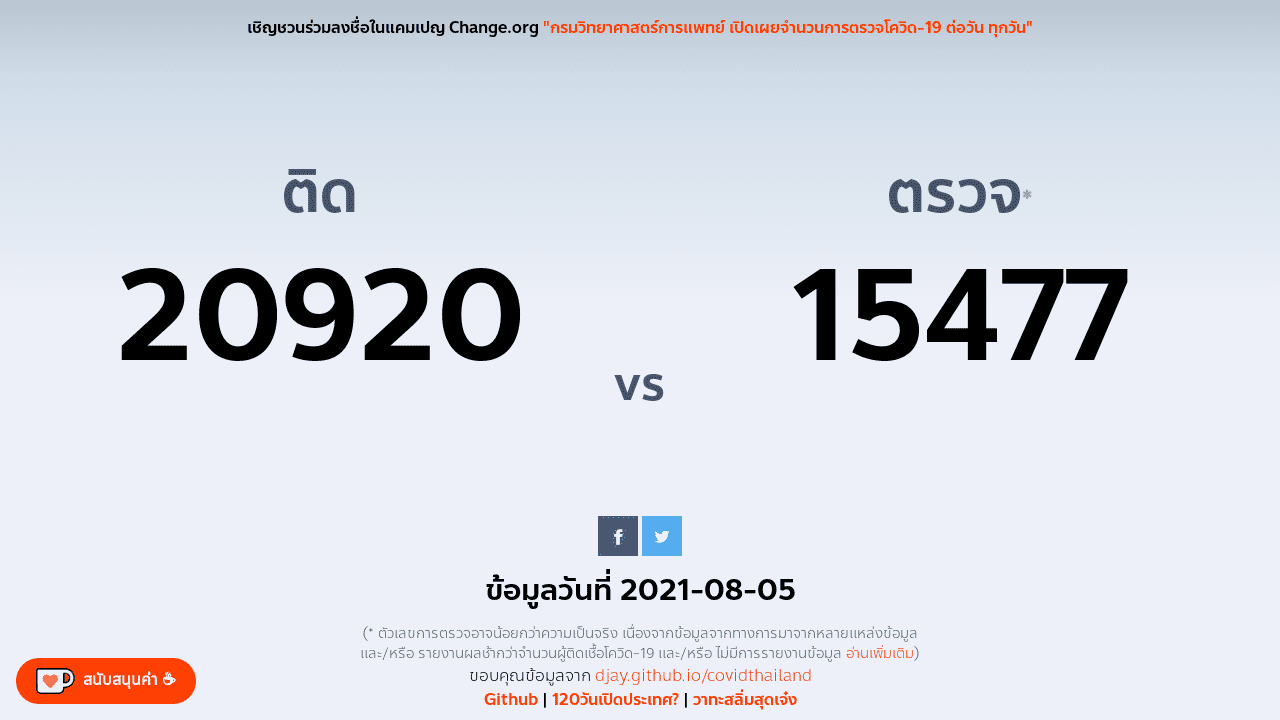 เชิญชวนร่วมลงชื่อในแคมเปญ Change.org "กรมวิทยาศาสตร์การแพทย์ เปิดเผยจำนวนการตรวจโควิด-19 ต่อวัน ทุกวัน"
ติด
ตรวจ*
20920
15477
vs
ข้อมูลวันที่ 2021-08-05
(* ตัวเลขการตรวจอาจน้อยกว่าความเป็นจริง เนื่องจากข้อมูลจากทางการมาจากหลายแหล่งข้อมูล
และ/หรือ รายงานผลช้ากว่าจำนวนผู้ติดเชื้อโควิด-19 และ/หรือ ไม่มีการรายงานข้อมูล อ่านเพิ่มเติม)
ขอบคุณข้อมูลจาก djay.github.io/covidthailand
Github | 120วันเปิดประเทศ? | วาทะสลิ่มสุดเจ๋ง
สนับสนุนค่า ☕